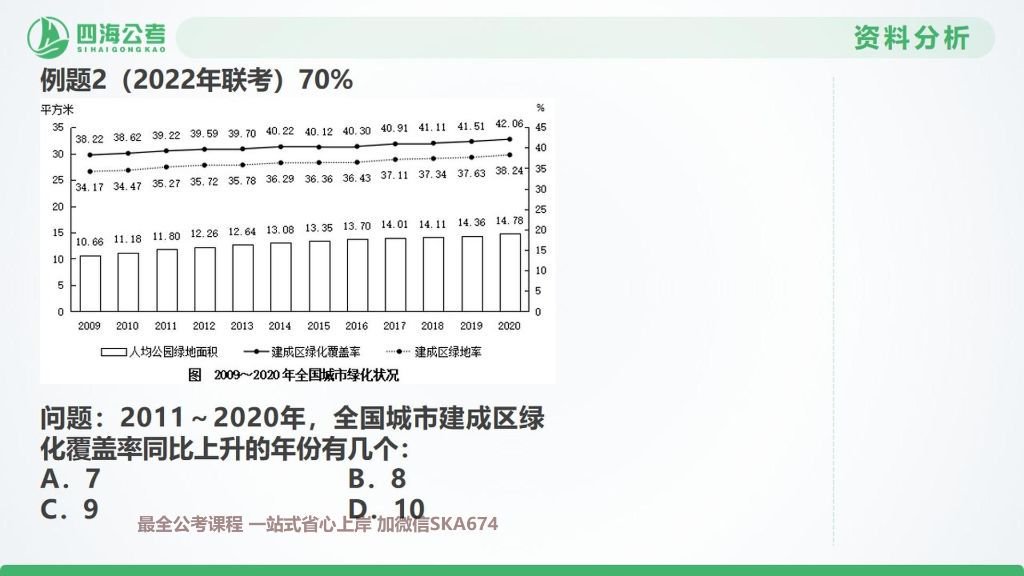 四海公考
SIHAIGONGKAO
资料分析
例题2（2022年联考）70%
平方米 %
35 30 25 20 15 10 5 0
38.22 38.62 39.22 39.59 39.70 40.22 40.12 40.30 40.91 41.11 41.51 42.06
34.17 34.47 35.27 35.72 35.78 36.29 36.36 36.43 37.11 37.34 37.63 38.24
10.66 11.18 11.80 12.26 12.64 13.08 13.35 13.70 14.01 14.11 14.36 14.78
45 40 35 30 25 20 15 10 5 0
2009 2010 2011 2012 2013 2014 2015 2016 2017 2018 2019 2020
人均公园绿地面积 建成区绿化覆盖率 建成区绿地率
图 2009～2020年全国城市绿化状况
问题：2011～2020年，全国城市建成区绿
化覆盖率同比上升的年份有几个：
A．7 B．8
C．9 D．10
最全公考课程 一站式省心上岸 加微信SKA674